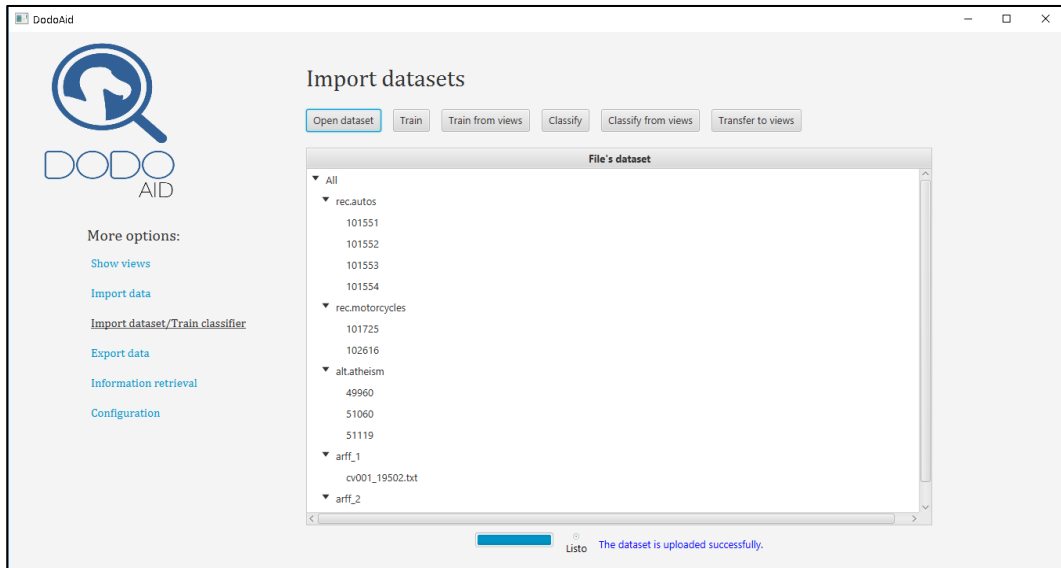 DodoAid
DODO
AID
More options:
Show views
Import data
Import dataset/Train classifier
Export data
Information retrieval
Configuration
Import datasets
Open dataset Train Train from views Classify Classify from views Transfer to views
File's dataset
All
rec.autos
101551
101552
101553
101554
rec.motorcycles
101725
102616
alt.atheism
49960
51060
51119
arff_1
cv001_19502.txt
arff_2
Listo The dataset is uploaded successfully.